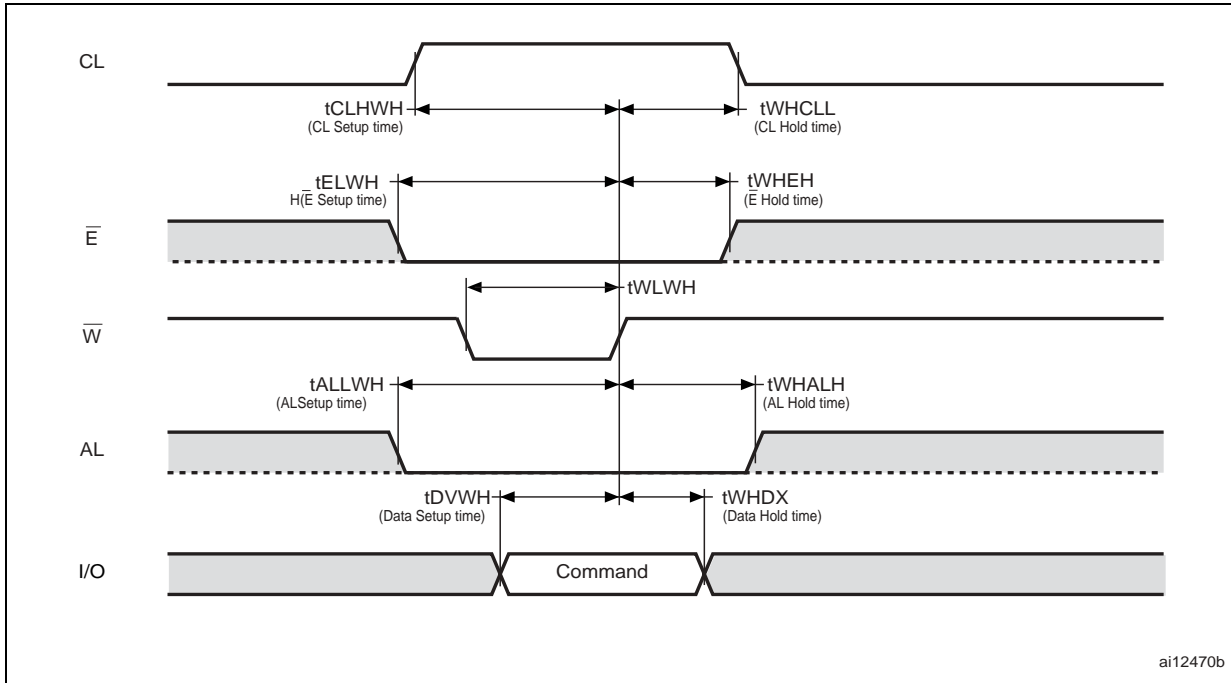 CL
tCLHWH
(CL Setup time)
tWHCLL
(CL Hold time)
tELWH
H(E̅ Setup time)
tWHEH
(E̅ Hold time)
E̅
tWLWH
W̅
tALLWH
(ALSetup time)
tWHALH
(AL Hold time)
AL
tDVWH
(Data Setup time)
tWHDX
(Data Hold time)
I/O
Command
ai12470b